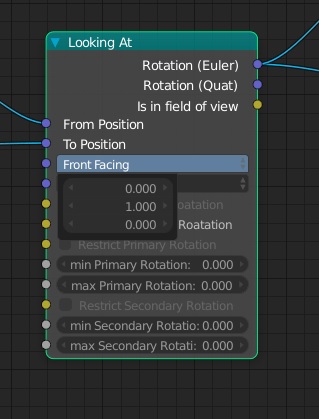 Looking At
Rotation (Euler)
Rotation (Quat)
Is in field of view
From Position
To Position
Front Facing
0.000
1.000
oatation
0.000
Roatation
Restrict Primary Rotation
min Primary Rotation: 0.000
max Primary Rotation: 0.000
Restrict Secondary Rotation
min Secondary Rotatio: 0.000
max Secondary Rotati: 0.000